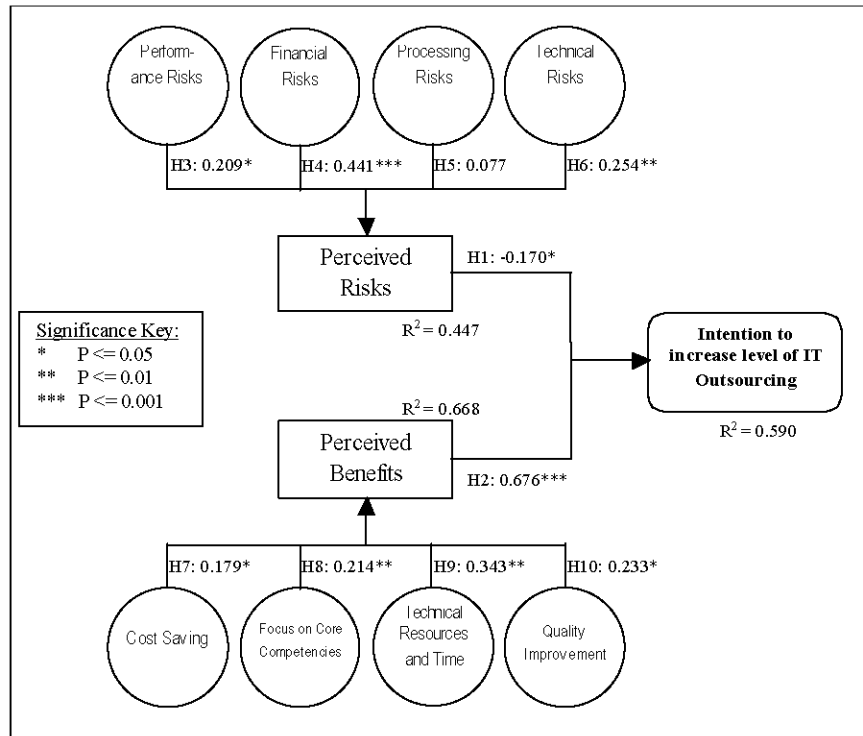 Perform-
ance Risks
Financial
Risks
Processing
Risks
Technical
Risks
H3: 0.209*
H4: 0.441***
H5: 0.077
H6: 0.254**
Perceived
Risks
H1: -0.170*
R² = 0.447
Significance Key:
* P <= 0.05
** P <= 0.01
*** P <= 0.001
Intention to
increase level of IT
Outsourcing
R² = 0.590
R² = 0.668
Perceived
Benefits
H2: 0.676***
H7: 0.179*
H8: 0.214**
H9: 0.343**
H10: 0.233*
Cost Saving
Focus on Core
Competencies
Technical
Resources
and Time
Quality
Improvement